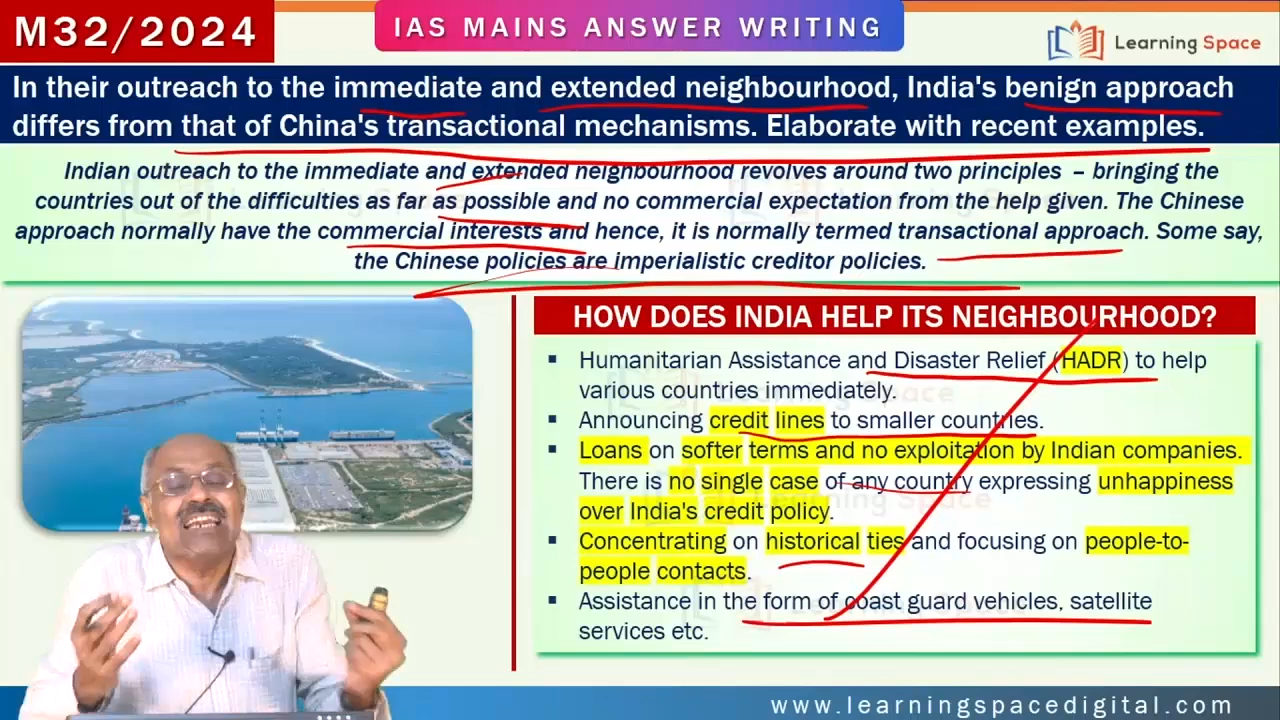 M32/2024
IAS MAINS ANSWER WRITING
Learning Space
In their outreach to the immediate and extended neighbourhood, India's benign approach
differs from that of China's transactional mechanisms. Elaborate with recent examples.
Indian outreach to the immediate and extended neighbourhood revolves around two principles – bringing the
countries out of the difficulties as far as possible and no commercial expectation from the help given. The Chinese
approach normally have the commercial interests and hence, it is normally termed transactional approach. Some say,
the Chinese policies are imperialistic creditor policies.
HOW DOES INDIA HELP ITS NEIGHBOURHOOD?
▪ Humanitarian Assistance and Disaster Relief (HADR) to help
various countries immediately.
▪ Announcing credit lines to smaller countries.
▪ Loans on softer terms and no exploitation by Indian companies.
There is no single case of any country expressing unhappiness
over India's credit policy.
▪ Concentrating on historical ties and focusing on people-to-
people contacts.
▪ Assistance in the form of coast guard vehicles, satellite
services etc.
www.learningspacedigital.com